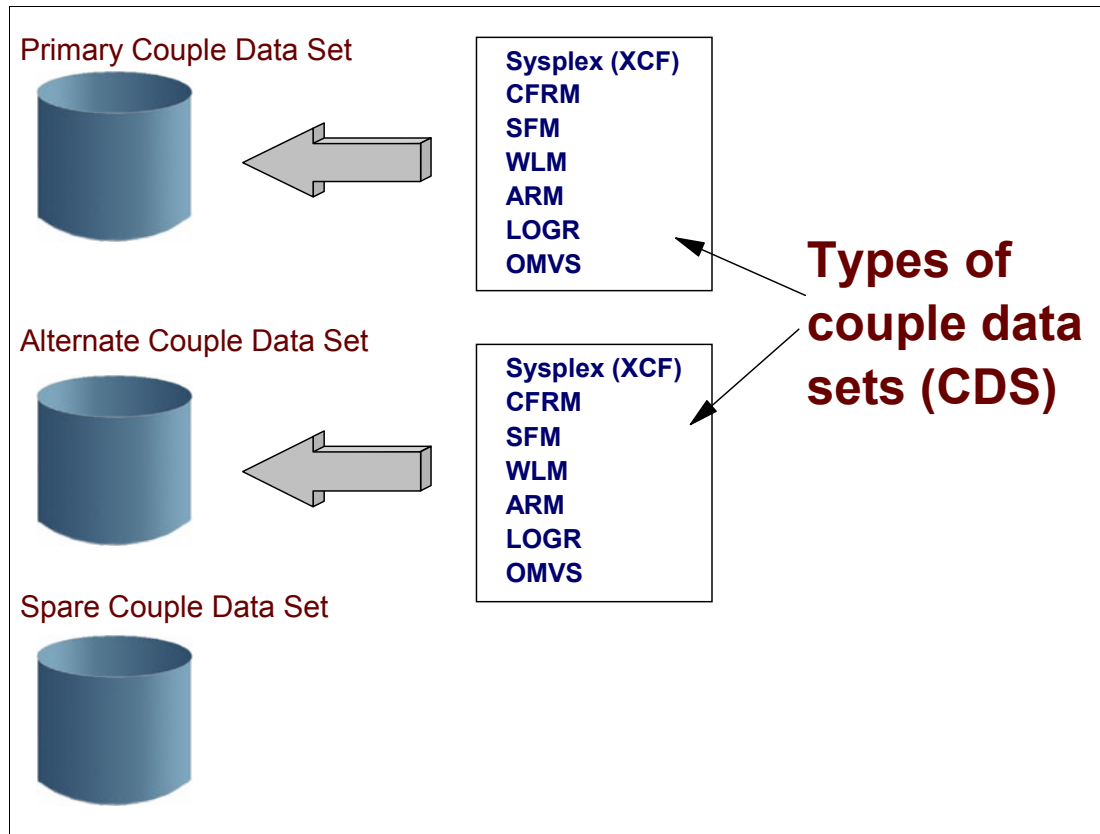 Primary Couple Data Set
Sysplex (XCF)
CFRM
SFM
WLM
ARM
LOGR
OMVS
Types of
couple data
sets (CDS)
Alternate Couple Data Set
Sysplex (XCF)
CFRM
SFM
WLM
ARM
LOGR
OMVS
Spare Couple Data Set